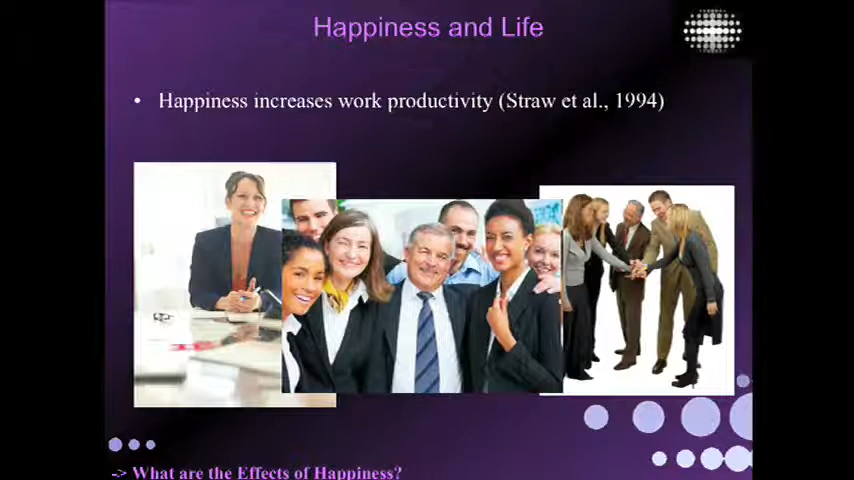 Happiness and Life
• Happiness increases work productivity (Straw et al., 1994)
-> What are the Effects of Happiness?